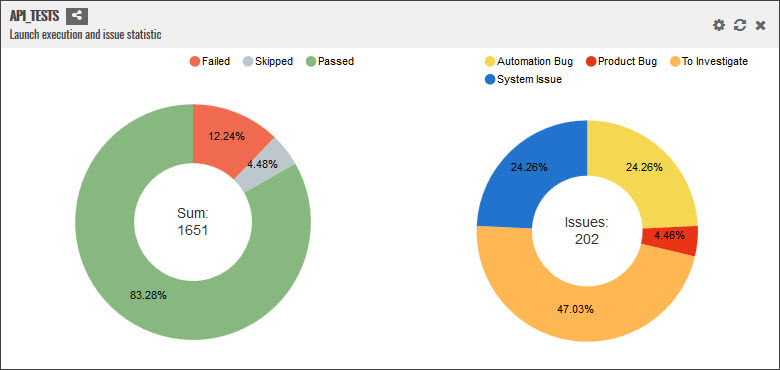 API_TESTS
Launch execution and issue statistic
Failed Skipped Passed
Automation Bug Product Bug To Investigate
System Issue
12.24%
4.48%
83.28%
Sum:
1651
24.26%
24.26%
4.46%
47.03%
Issues:
202